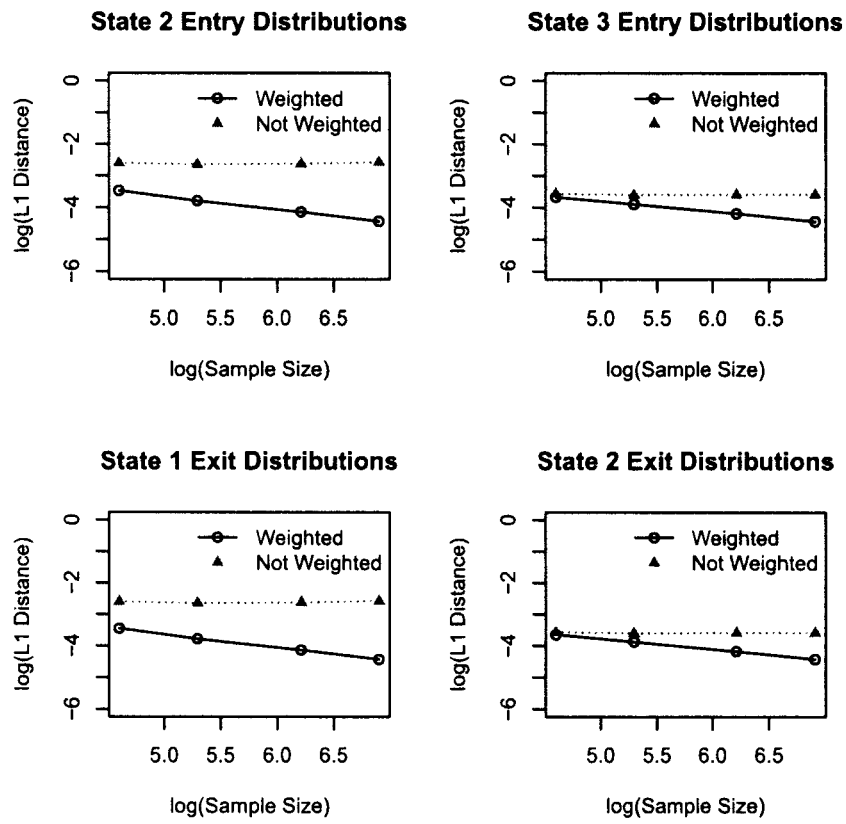 State 2 Entry Distributions
log(L1 Distance)
0
−2
−4
−6
Weighted
Not Weighted
5.0 5.5 6.0 6.5
log(Sample Size)
State 3 Entry Distributions
log(L1 Distance)
0
−2
−4
−6
Weighted
Not Weighted
5.0 5.5 6.0 6.5
log(Sample Size)
State 1 Exit Distributions
log(L1 Distance)
0
−2
−4
−6
Weighted
Not Weighted
5.0 5.5 6.0 6.5
log(Sample Size)
State 2 Exit Distributions
log(L1 Distance)
0
−2
−4
−6
Weighted
Not Weighted
5.0 5.5 6.0 6.5
log(Sample Size)